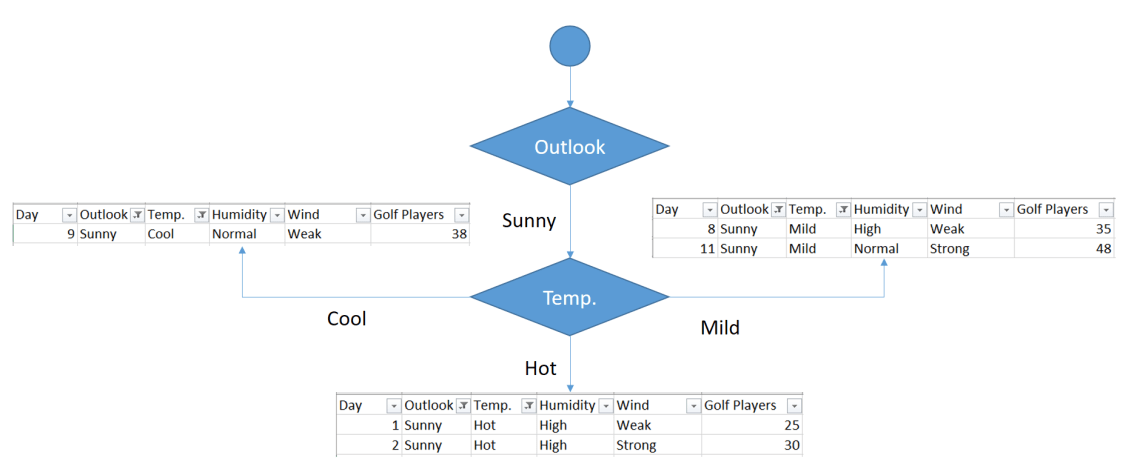 Outlook
Sunny
Day Outlook Temp. Humidity Wind Golf Players
9 Sunny Cool Normal Weak 38
Day Outlook Temp. Humidity Wind Golf Players
8 Sunny Mild High Weak 35
11 Sunny Mild Normal Strong 48
Temp.
Cool
Mild
Hot
Day Outlook Temp. Humidity Wind Golf Players
1 Sunny Hot High Weak 25
2 Sunny Hot High Strong 30